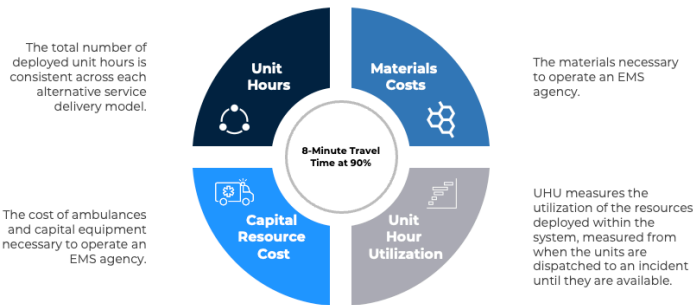 The total number of
deployed unit hours is
consistent across each
alternative service
delivery model.
Unit
Hours
Materials
Costs
The materials necessary
to operate an EMS
agency.
8-Minute Travel
Time at 90%
The cost of ambulances
and capital equipment
necessary to operate an
EMS agency.
Capital
Resource
Cost
Unit
Hour
Utilization
UHU measures the
utilization of the resources
deployed within the
system, measured from
when the units are
dispatched to an incident
until they are available.